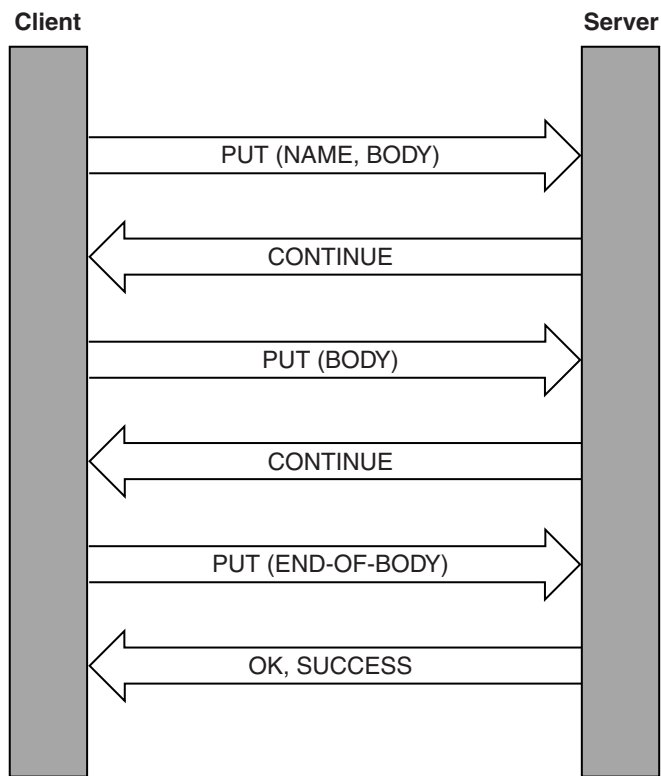 Client
Server
PUT (NAME, BODY)
CONTINUE
PUT (BODY)
CONTINUE
PUT (END-OF-BODY)
OK, SUCCESS